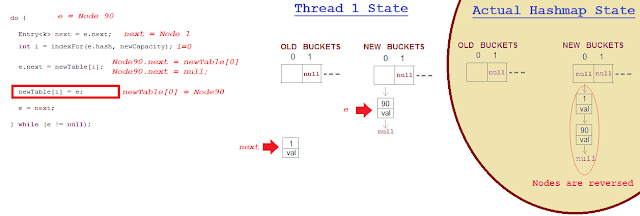 do {
e = Node 90
Entry<k> next = e.next;
next = Node 1
int i = indexFor(e.hash, newCapacity);
i=0
e.next = newTable[i];
Node90.next = newTable[0]
Node90.next = null;
newTable[i] = e;
newTable[0] = Node90
e = next;
} while (e != null);
Thread 1 State
OLD BUCKETS
0 1
null
NEW BUCKETS
0 1
null
e
90
val
null
next
1
val
Actual Hashmap State
OLD BUCKETS
0 1
null
NEW BUCKETS
0 1
null null
1
val
90
val
null
Nodes are reversed